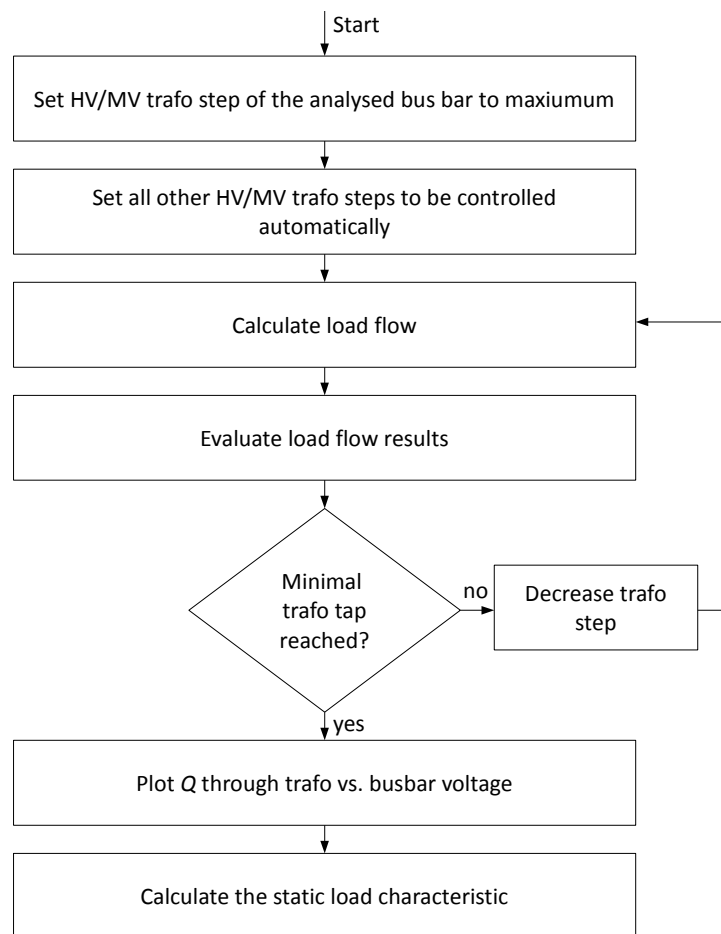 Start
Set HV/MV trafo step of the analysed bus bar to maxiumum
Set all other HV/MV trafo steps to be controlled
automatically
Calculate load flow
Evaluate load flow results
Minimal
trafo tap
reached?
no
Decrease trafo
step
yes
Plot Q through trafo vs. busbar voltage
Calculate the static load characteristic